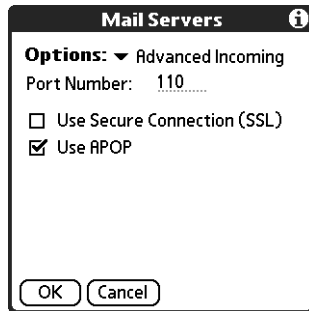 Mail Servers
Options: Advanced Incoming
Port Number: 110
Use Secure Connection (SSL)
Use APOP
OK Cancel